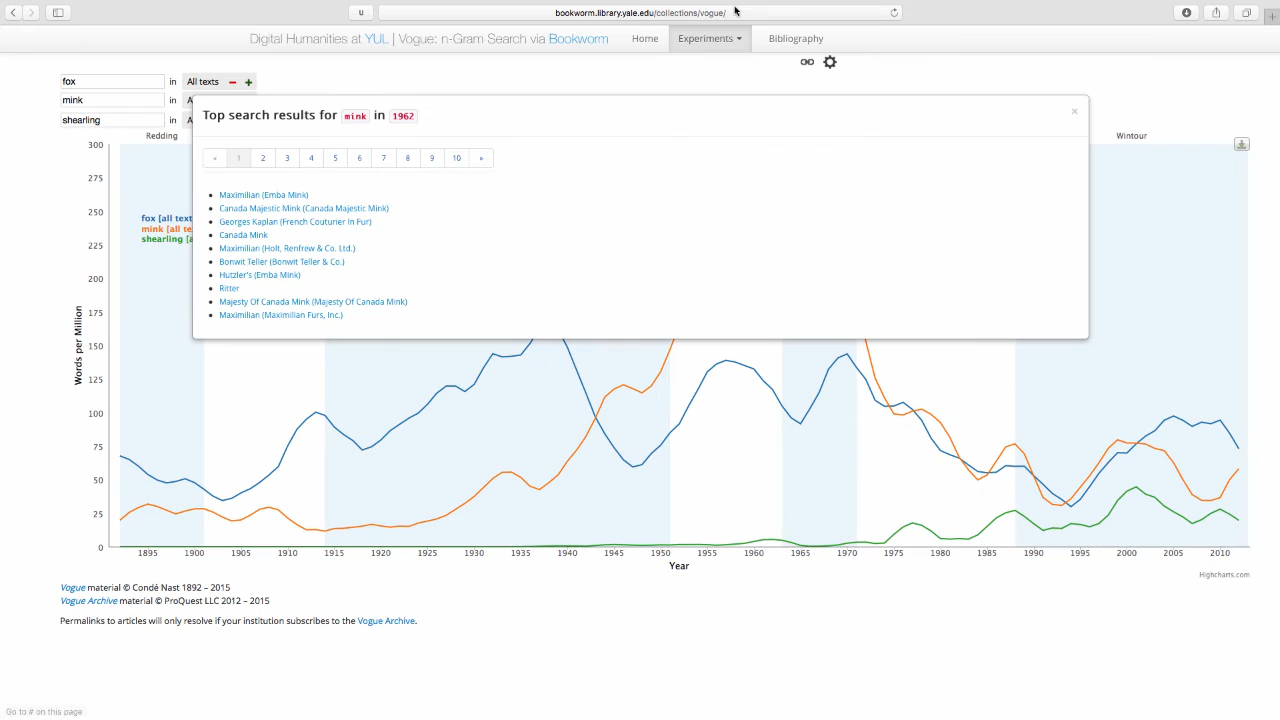 u
bookworm.library.yale.edu/collections/vogue/
Digital Humanities at YUL | Vogue: n-Gram Search via Bookworm
Home
Experiments
Bibliography
fox in All texts
mink in A
shearling in A
Top search results for mink in 1962
×
« 1 2 3 4 5 6 7 8 9 10 »
Maximilian (Emba Mink)
Canada Majestic Mink (Canada Majestic Mink)
Georges Kaplan (French Couturier In Fur)
Canada Mink
Maximilian (Holt, Renfrew & Co. Ltd.)
Bonwit Teller (Bonwit Teller & Co.)
Hutzler's (Emba Mink)
Ritter
Majesty Of Canada Mink (Majesty Of Canada Mink)
Maximilian (Maximilian Furs, Inc.)
Redding
Wintour
fox [all text
mink [all te
shearling [a
Words per Million
300
275
250
225
200
175
150
125
100
75
50
25
0
1895 1900 1905 1910 1915 1920 1925 1930 1935 1940 1945 1950 1955 1960 1965 1970 1975 1980 1985 1990 1995 2000 2005 2010
Year
Highcharts.com
Vogue material © Condé Nast 1892 – 2015
Vogue Archive material © ProQuest LLC 2012 – 2015
Permalinks to articles will only resolve if your institution subscribes to the Vogue Archive.
Go to # on this page